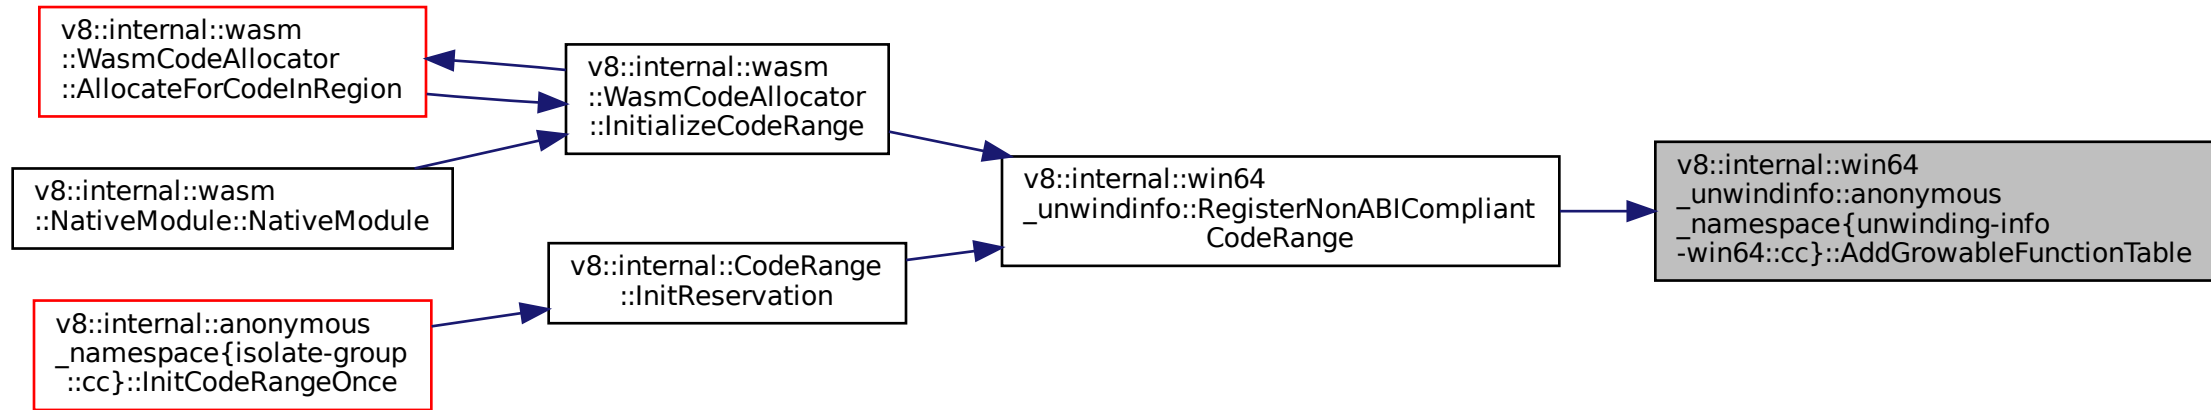 v8::internal::wasm
::WasmCodeAllocator
::AllocateForCodeInRegion
v8::internal::wasm
::NativeModule::NativeModule
v8::internal::anonymous
_namespace{isolate-group
::cc}::InitCodeRangeOnce
v8::internal::wasm
::WasmCodeAllocator
::InitializeCodeRange
v8::internal::CodeRange
::InitReservation
v8::internal::win64
_unwindinfo::RegisterNonABICompliant
CodeRange
v8::internal::win64
_unwindinfo::anonymous
_namespace{unwinding-info
-win64::cc}::AddGrowableFunctionTable